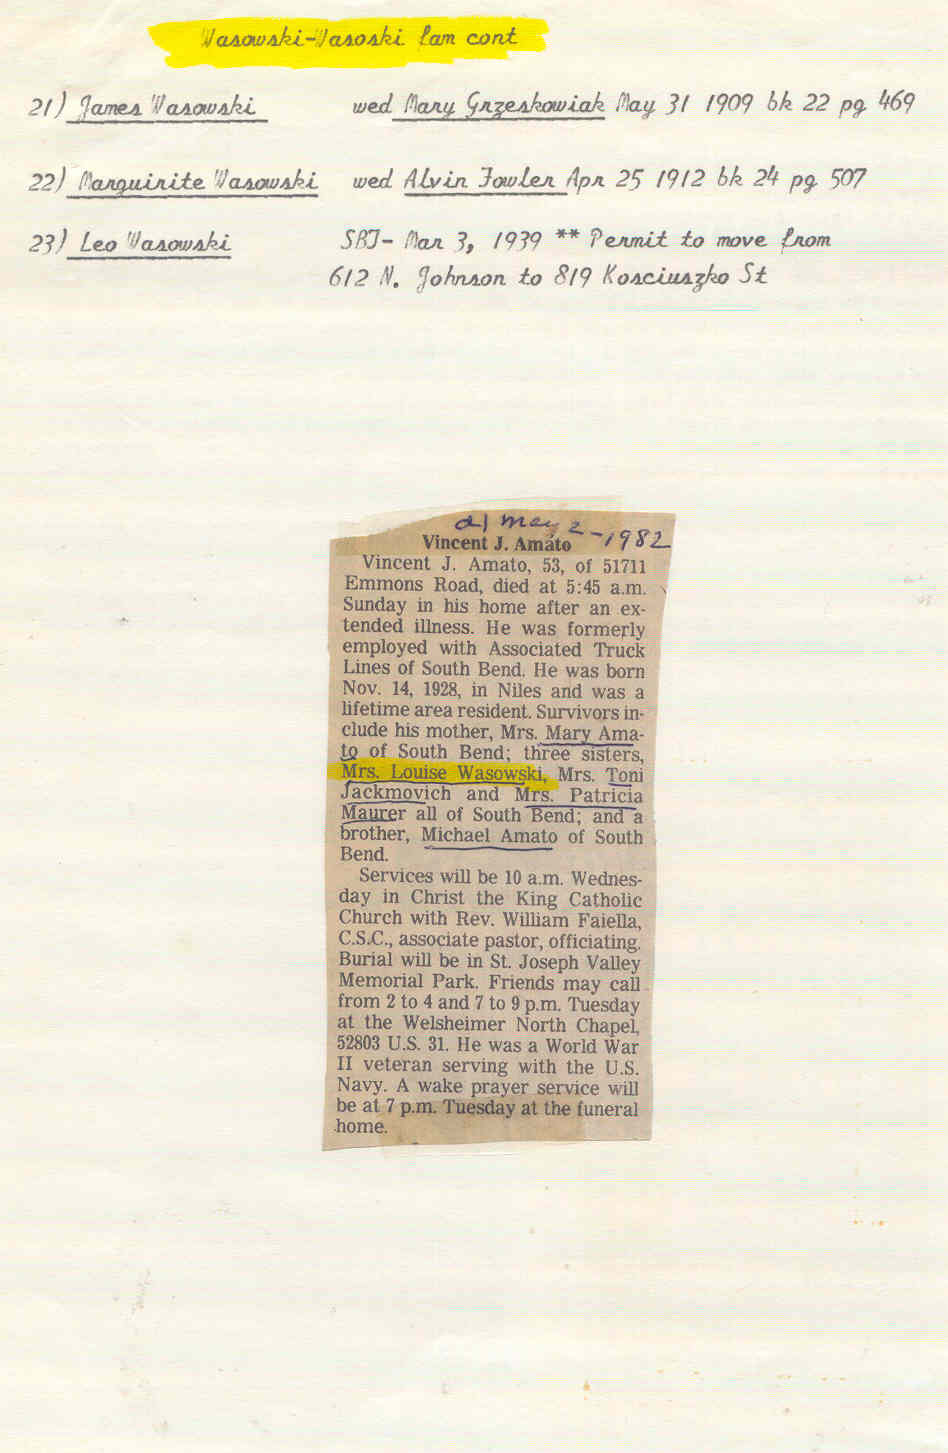 Wasowski-Wasoski fam cont
21) James Wasowski wed Mary Grzeskowiak May 31 1909 bk 22 pg 469
22) Marguirite Wasowski wed Alvin Fowler Apr 25 1912 bk 24 pg 507
23) Leo Wasowski SBT- Mar 3, 1939 ** Permit to move from
612 N. Johnson to 819 Kosciuszko St
d/ May 2-1982
Vincent J. Amato
Vincent J. Amato, 53, of 51711
Emmons Road, died at 5:45 a.m.
Sunday in his home after an ex-
tended illness. He was formerly
employed with Associated Truck
Lines of South Bend. He was born
Nov. 14, 1928, in Niles and was a
lifetime area resident. Survivors in-
clude his mother, Mrs. Mary Ama-
to of South Bend; three sisters,
Mrs. Louise Wasowski, Mrs. Toni
Jackmovich and Mrs. Patricia
Maurer all of South Bend; and a
brother, Michael Amato of South
Bend.
Services will be 10 a.m. Wednes-
day in Christ the King Catholic
Church with Rev. William Faiella,
C.S.C., associate pastor, officiating.
Burial will be in St. Joseph Valley
Memorial Park. Friends may call
from 2 to 4 and 7 to 9 p.m. Tuesday
at the Welsheimer North Chapel,
52803 U.S. 31. He was a World War
II veteran serving with the U.S.
Navy. A wake prayer service will
be at 7 p.m. Tuesday at the funeral
home.